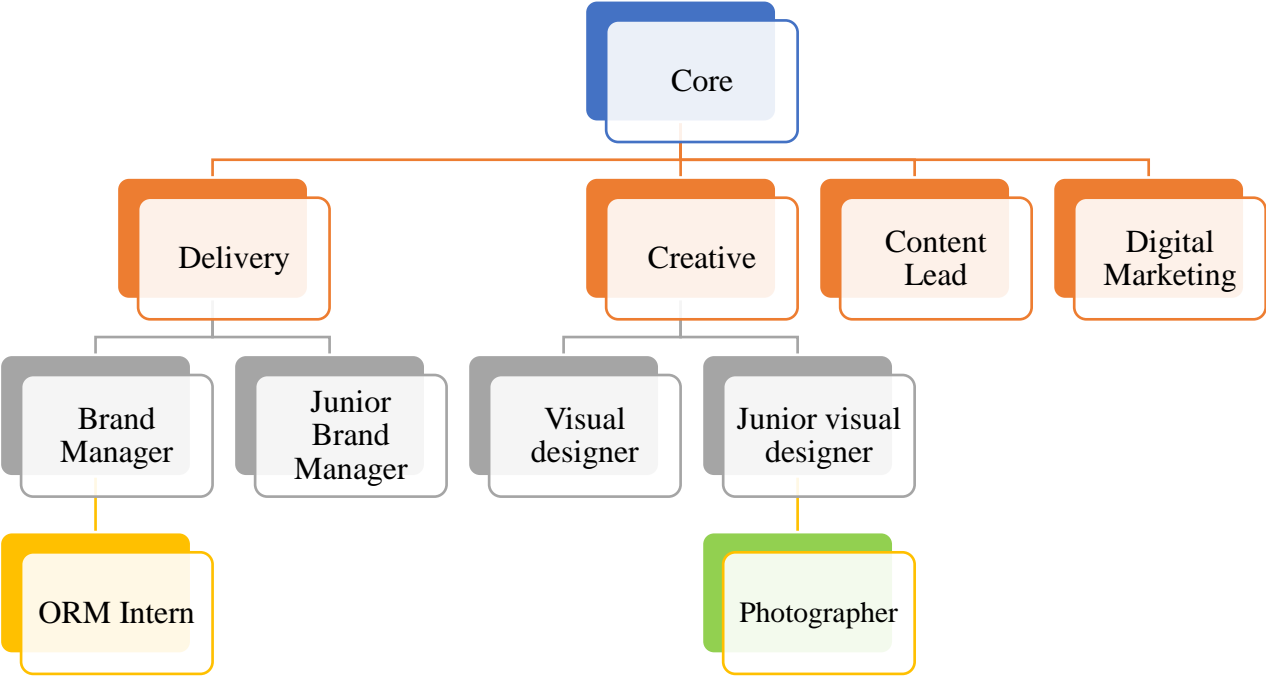 Core
Delivery
Creative
Content
Lead
Digital
Marketing
Brand
Manager
Junior
Brand
Manager
Visual
designer
Junior visual
designer
ORM Intern
Photographer